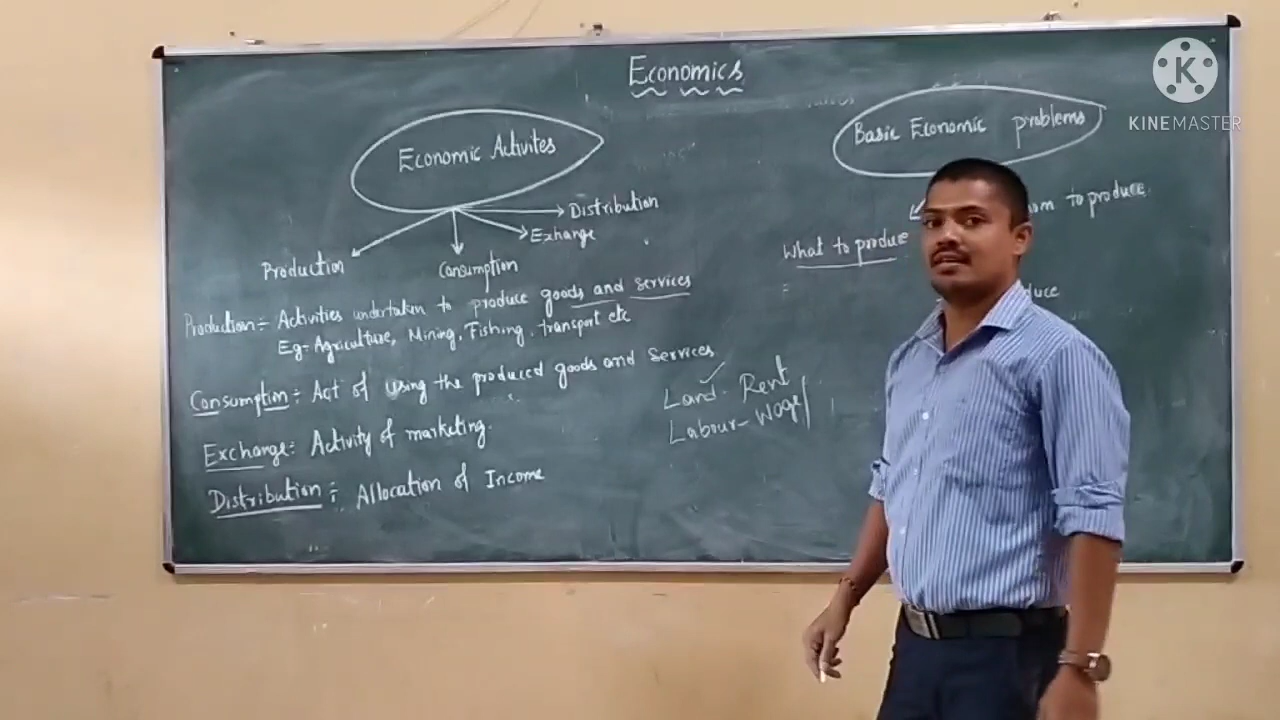 Economics
Economic Activites
Distribution
Exhange
Production
Consumption
Production:- Activities undertaken to produce goods and services
Eg:- Agriculture, Mining, Fishing, transport etc
Consumption :- Act of using the produced goods and services
Exchange:- Activity of marketing.
Distribution :- Allocation of Income
Land - Rent
Labour - Wage
Basic Economic problems
to produce
What to produce
K
KINEMASTER